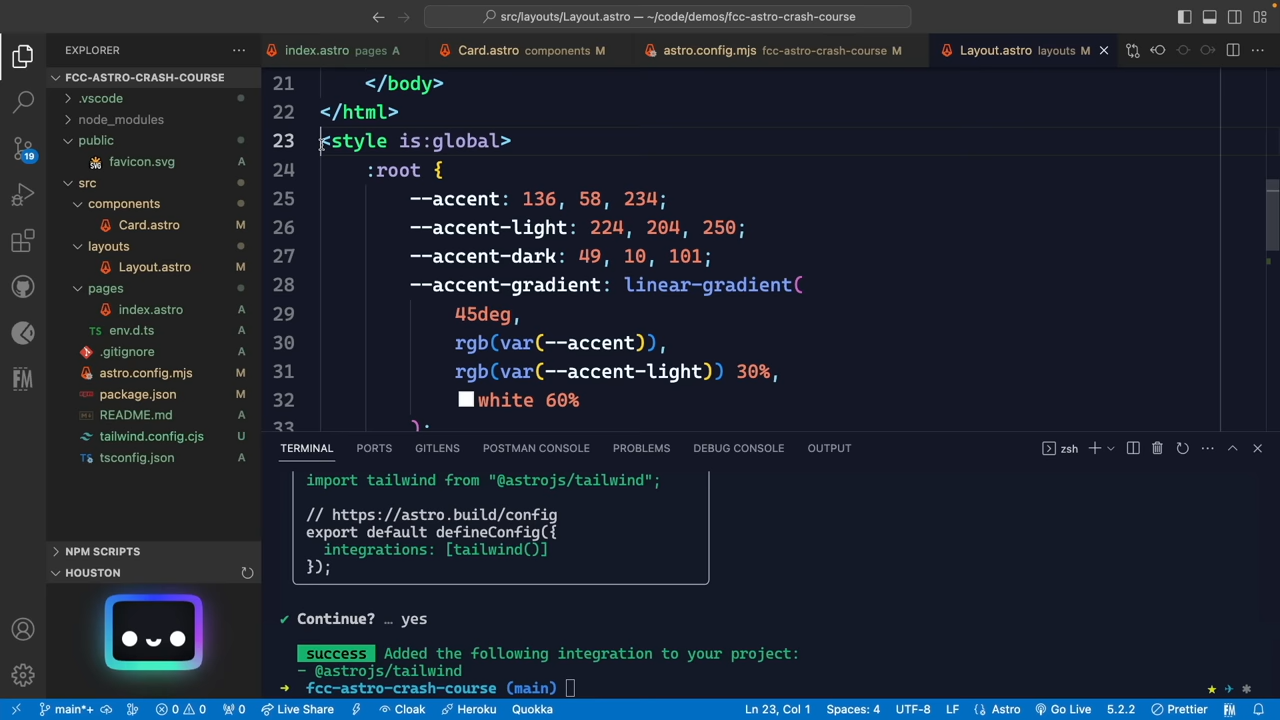 src/layouts/Layout.astro — ~/code/demos/fcc-astro-crash-course
EXPLORER
index.astro pages A
Card.astro components M
astro.config.mjs fcc-astro-crash-course M
Layout.astro layouts M
FCC-ASTRO-CRASH-COURSE
.vscode
node_modules
public
favicon.svg A
src
components
Card.astro M
layouts
Layout.astro M
pages
index.astro A
TS env.d.ts A
.gitignore A
astro.config.mjs M
package.json M
README.md A
tailwind.config.cjs U
tsconfig.json A
NPM SCRIPTS
HOUSTON
19
FM
21 </body>
22 </html>
23 <style is:global>
24 :root {
25 --accent: 136, 58, 234;
26 --accent-light: 224, 204, 250;
27 --accent-dark: 49, 10, 101;
28 --accent-gradient: linear-gradient(
29 45deg,
30 rgb(var(--accent)),
31 rgb(var(--accent-light)) 30%,
32 white 60%
33 );
TERMINAL PORTS GITLENS POSTMAN CONSOLE PROBLEMS DEBUG CONSOLE OUTPUT
zsh
import tailwind from "@astrojs/tailwind";
// https://astro.build/config
export default defineConfig({
integrations: [tailwind()]
});
✔ Continue? … yes
success Added the following integration to your project:
- @astrojs/tailwind
➜ fcc-astro-crash-course (main)
main*+ 0 0 0 Live Share Cloak Heroku Quokka Ln 23, Col 1 Spaces: 4 UTF-8 LF Astro Go Live 5.2.2 Prettier FM